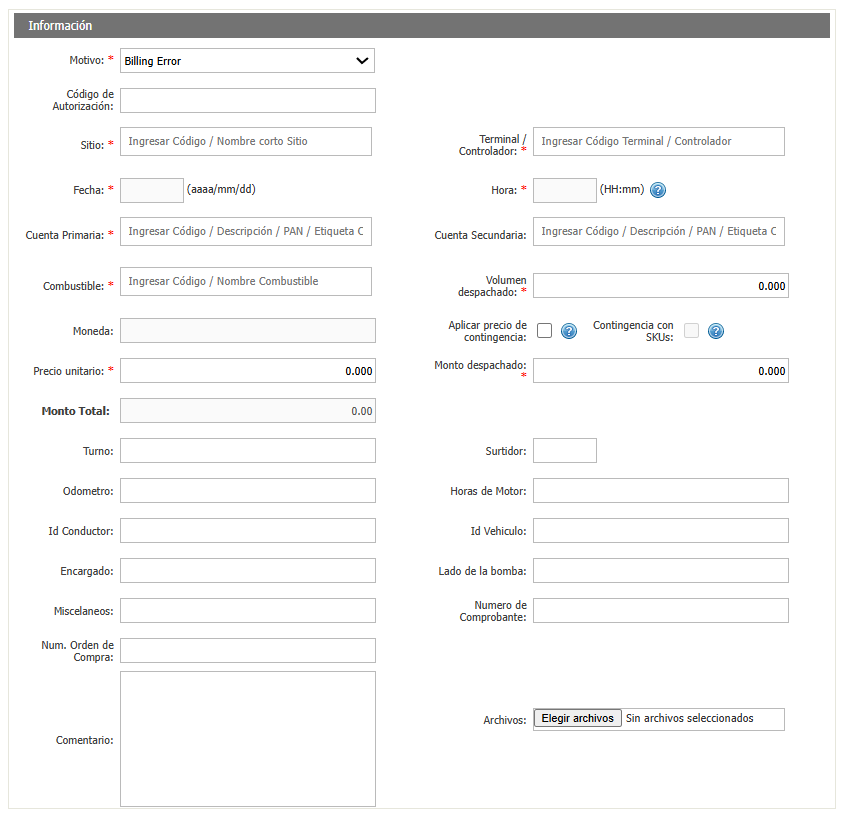 Información
Motivo: * Billing Error
Código de
Autorización:
Sitio: * Ingresar Código / Nombre corto Sitio
Terminal /
Controlador: * Ingresar Código Terminal / Controlador
Fecha: * (aaaa/mm/dd)
Hora: * (HH:mm) ?
Cuenta Primaria: * Ingresar Código / Descripción / PAN / Etiqueta C
Cuenta Secundaria: Ingresar Código / Descripción / PAN / Etiqueta C
Combustible: * Ingresar Código / Nombre Combustible
Volumen
despachado: * 0.000
Moneda:
Aplicar precio de
contingencia: ?
Contingencia con
SKUs: ?
Precio unitario: * 0.000
Monto despachado:
* 0.000
Monto Total: 0.00
Turno:
Surtidor:
Odometro:
Horas de Motor:
Id Conductor:
Id Vehiculo:
Encargado:
Lado de la bomba:
Miscelaneos:
Numero de
Comprobante:
Num. Orden de
Compra:
Comentario:
Archivos: Elegir archivos Sin archivos seleccionados